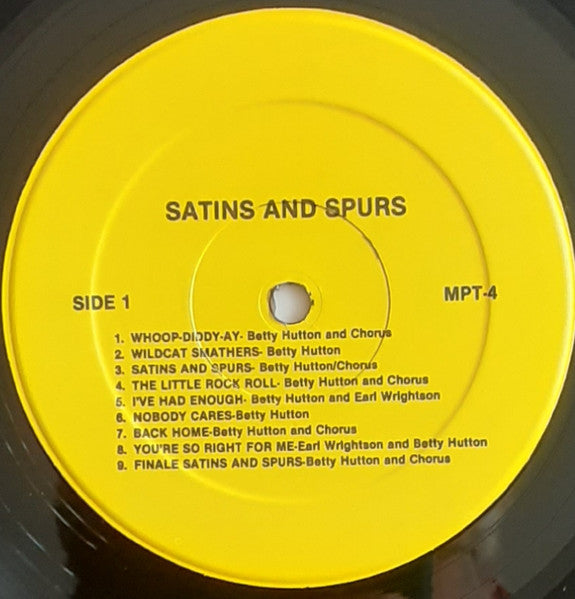 SATINS AND SPURS
SIDE 1
MPT-4
1. WHOOP-DIDDY-AY- Betty Hutton and Chorus
2. WILDCAT SMATHERS- Betty Hutton
3. SATINS AND SPURS- Betty Hutton/Chorus
4. THE LITTLE ROCK ROLL- Betty Hutton and Chorus
5. I'VE HAD ENOUGH- Betty Hutton and Earl Wrightson
6. NOBODY CARES-Betty Hutton
7. BACK HOME-Betty Hutton and Chorus
8. YOU'RE SO RIGHT FOR ME-Earl Wrightson and Betty Hutton
9. FINALE SATINS AND SPURS-Betty Hutton and Chorus